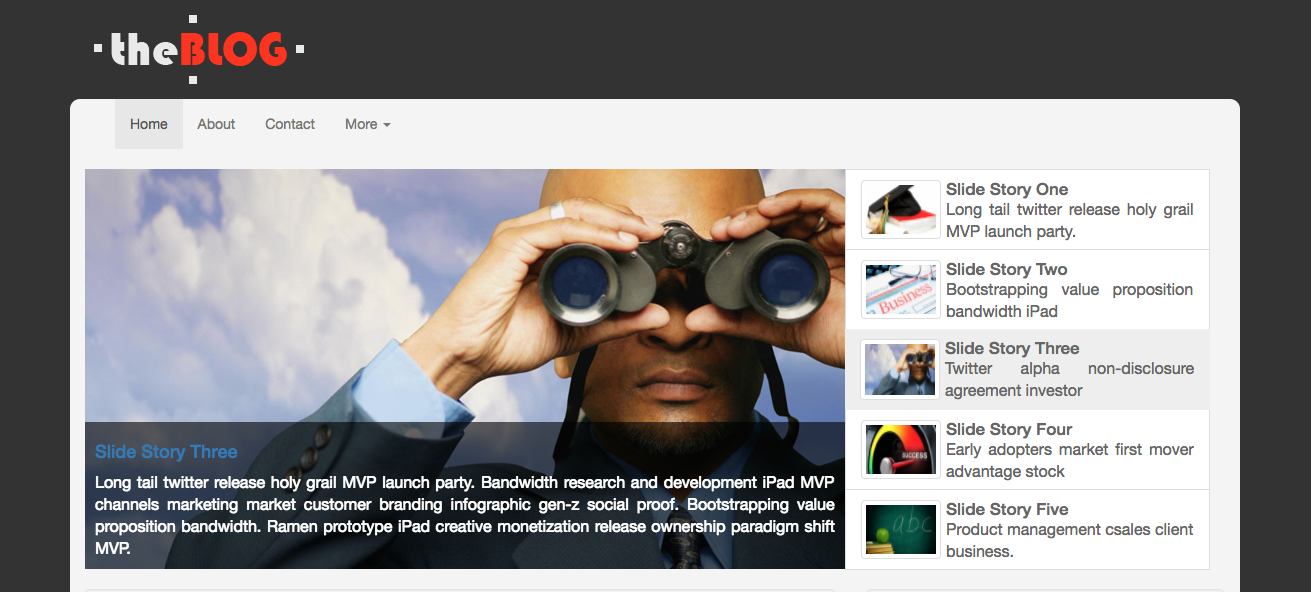 theBLOG
Home About Contact More
Slide Story Three
Long tail twitter release holy grail MVP launch party. Bandwidth research and development iPad MVP
channels marketing market customer branding infographic gen-z social proof. Bootstrapping value
proposition bandwidth. Ramen prototype iPad creative monetization release ownership paradigm shift
MVP.
Slide Story One
Long tail twitter release holy grail
MVP launch party.
Business
Slide Story Two
Bootstrapping value proposition
bandwidth iPad
Slide Story Three
Twitter alpha non-disclosure
agreement investor
SUCCESS
Slide Story Four
Early adopters market first mover
advantage stock
abc
Slide Story Five
Product management csales client
business.